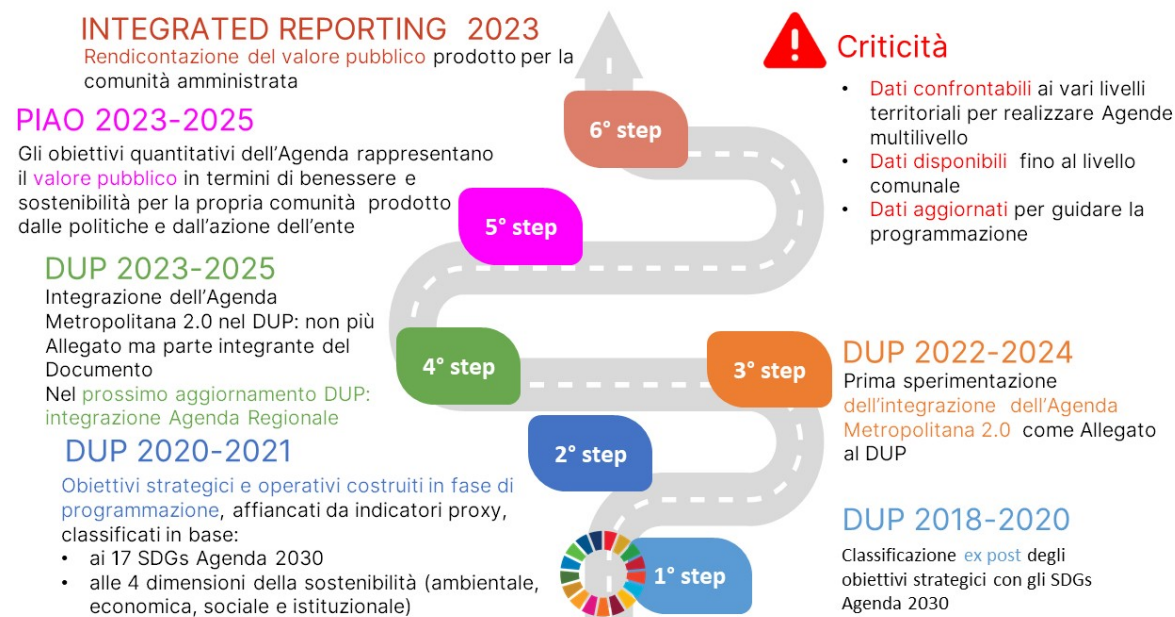 INTEGRATED REPORTING 2023
Rendicontazione del valore pubblico prodotto per la
comunità amministrata
PIAO 2023-2025
Gli obiettivi quantitativi dell'Agenda rappresentano
il valore pubblico in termini di benessere e
sostenibilità per la propria comunità prodotto
dalle politiche e dall'azione dell'ente
DUP 2023-2025
Integrazione dell'Agenda
Metropolitana 2.0 nel DUP: non più
Allegato ma parte integrante del
Documento
Nel prossimo aggiornamento DUP:
integrazione Agenda Regionale
DUP 2020-2021
Obiettivi strategici e operativi costruiti in fase di
programmazione, affiancati da indicatori proxy,
classificati in base:
• ai 17 SDGs Agenda 2030
• alle 4 dimensioni della sostenibilità (ambientale,
economica, sociale e istituzionale)
6° step
5° step
4° step
3° step
2° step
1° step
Criticità
• Dati confrontabili ai vari livelli
territoriali per realizzare Agende
multilivello
• Dati disponibili fino al livello
comunale
• Dati aggiornati per guidare la
programmazione
DUP 2022-2024
Prima sperimentazione
dell'integrazione dell'Agenda
Metropolitana 2.0 come Allegato
al DUP
DUP 2018-2020
Classificazione ex post degli
obiettivi strategici con gli SDGs
Agenda 2030